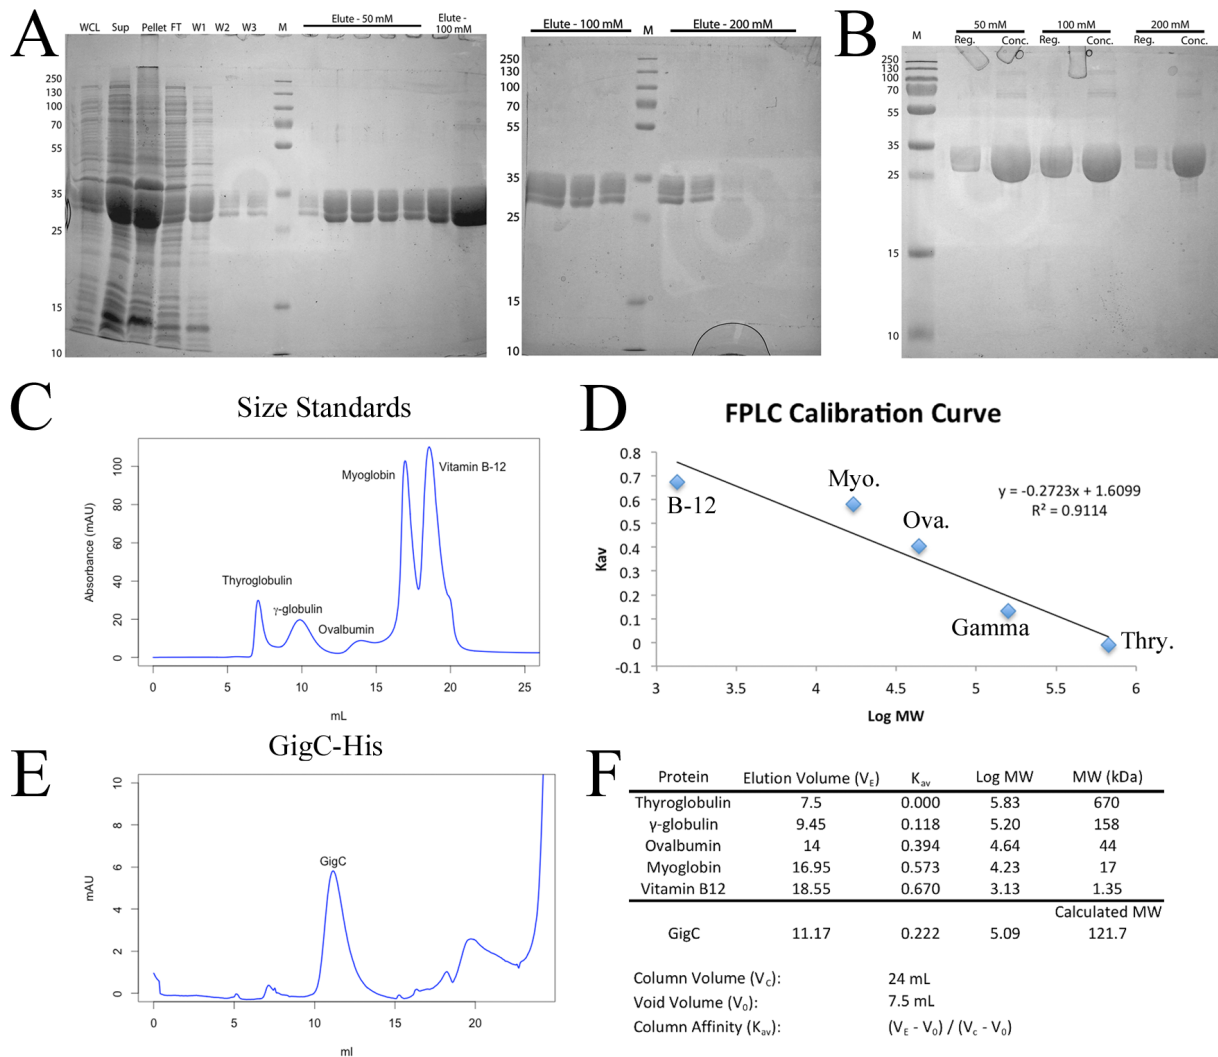 A
WCL Sup Pellet FT W1 W2 W3 M Elute - 50 mM Elute - 100 mM
250
130
100
70
55
35
25
15
10
Elute - 100 mM M Elute - 200 mM
250
130
100
70
55
35
25
15
10
B
50 mM 100 mM 200 mM
M Reg. Conc. Reg. Conc. Reg. Conc.
250
130
100
70
55
35
25
15
10
C
Size Standards
Absorbance (mAU)
100
80
60
40
20
0
Thyroglobulin
γ-globulin
Ovalbumin
Myoglobin
Vitamin B-12
0 5 10 15 20 25
mL
D
FPLC Calibration Curve
Kav
0.8
0.7
0.6
0.5
0.4
0.3
0.2
0.1
0
-0.1
B-12
Myo.
Ova.
Gamma
Thry.
y = -0.2723x + 1.6099
R² = 0.9114
3 3.5 4 4.5 5 5.5 6
Log MW
E
GigC-His
mAU
10
8
6
4
2
0
GigC
0 5 10 15 20
ml
F
Protein Elution Volume (VE) Kav Log MW MW (kDa)
Thyroglobulin 7.5 0.000 5.83 670
γ-globulin 9.45 0.118 5.20 158
Ovalbumin 14 0.394 4.64 44
Myoglobin 16.95 0.573 4.23 17
Vitamin B12 18.55 0.670 3.13 1.35
Calculated MW
GigC 11.17 0.222 5.09 121.7
Column Volume (Vc): 24 mL
Void Volume (V0): 7.5 mL
Column Affinity (Kav): (VE - V0) / (Vc - V0)